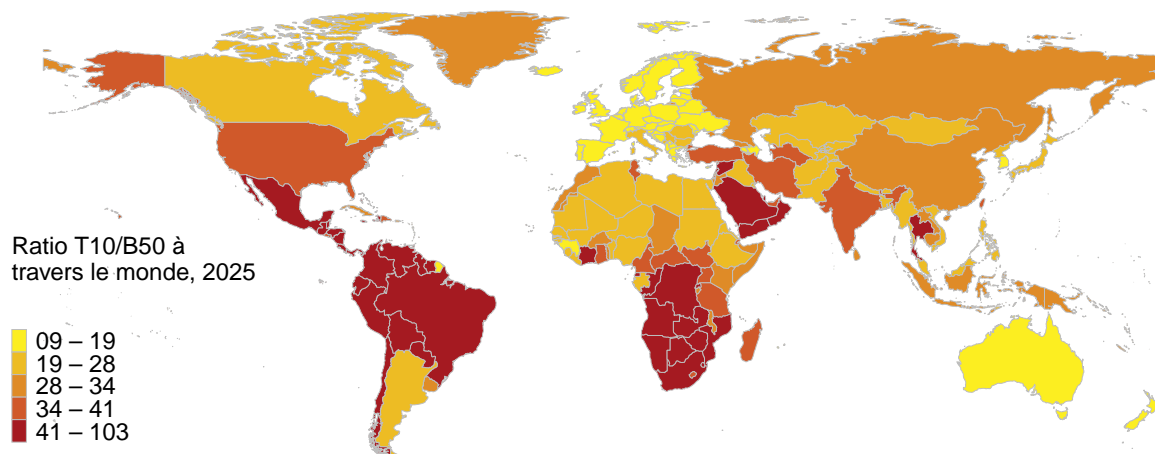 Ratio T10/B50 à
travers le monde, 2025
09 – 19
19 – 28
28 – 34
34 – 41
41 – 103